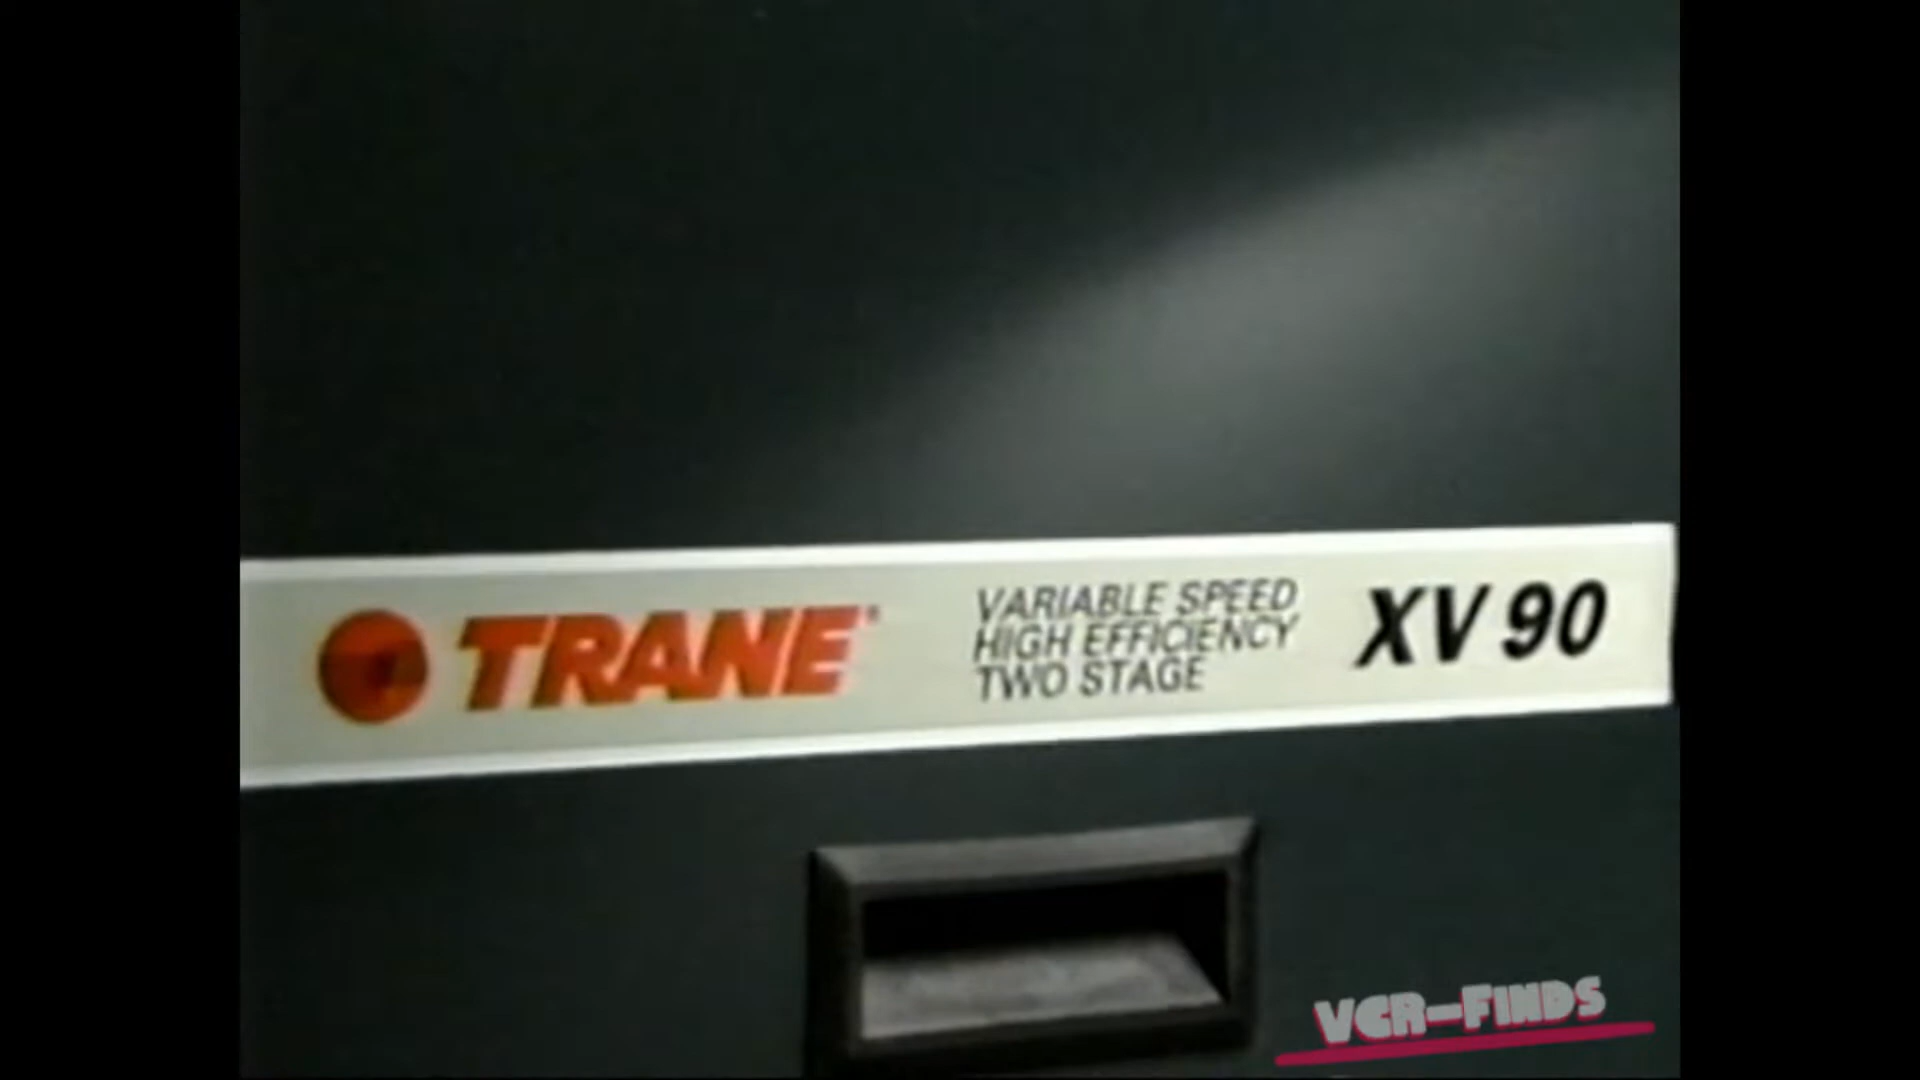 TRANE
VARIABLE SPEED
HIGH EFFICIENCY
TWO STAGE
XV 90
VCR-FINDS